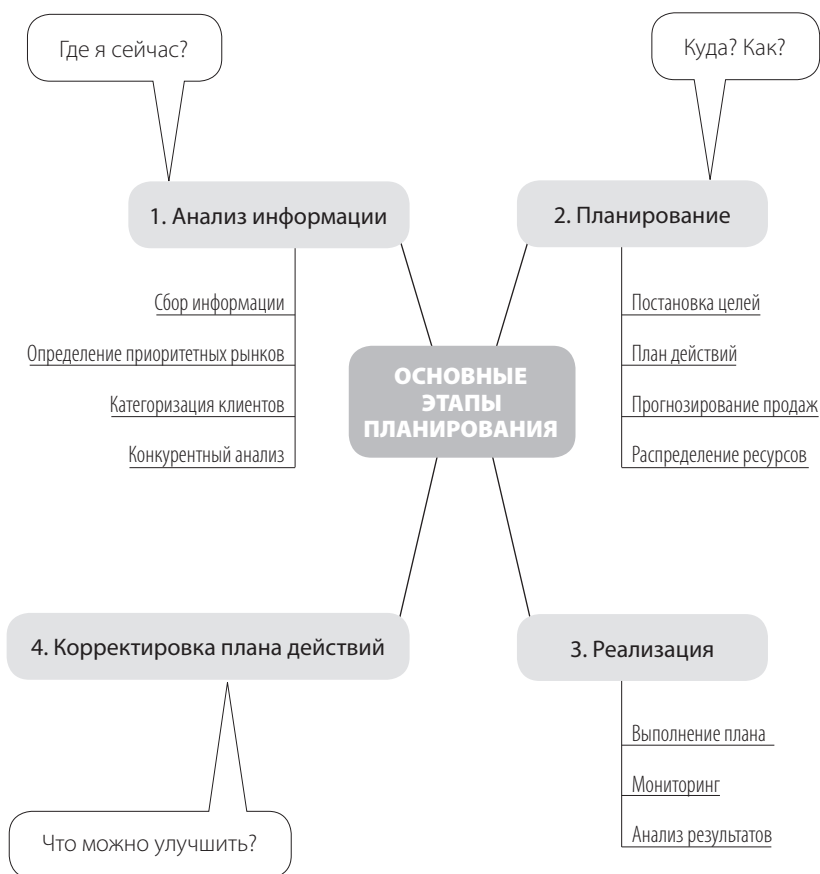 Где я сейчас?
Куда? Как?
1. Анализ информации
2. Планирование
Сбор информации
Определение приоритетных рынков
Категоризация клиентов
Конкурентный анализ
Постановка целей
План действий
Прогнозирование продаж
Распределение ресурсов
ОСНОВНЫЕ
ЭТАПЫ
ПЛАНИРОВАНИЯ
4. Корректировка плана действий
3. Реализация
Выполнение плана
Мониторинг
Анализ результатов
Что можно улучшить?